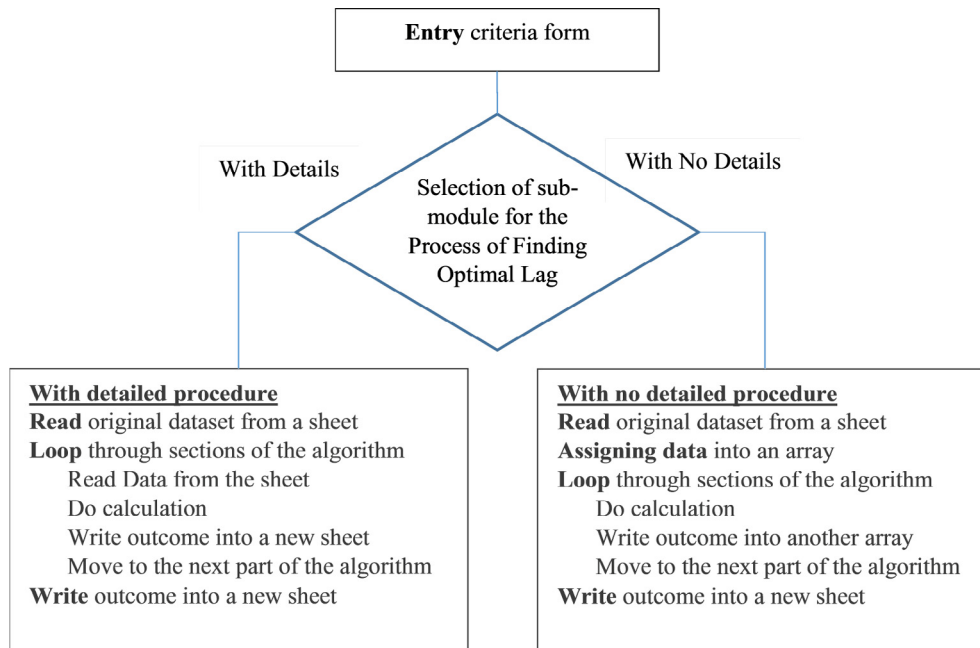 Entry criteria form
With Details
With No Details
Selection of sub-
module for the
Process of Finding
Optimal Lag
With detailed procedure
Read original dataset from a sheet
Loop through sections of the algorithm
Read Data from the sheet
Do calculation
Write outcome into a new sheet
Move to the next part of the algorithm
Write outcome into a new sheet
With no detailed procedure
Read original dataset from a sheet
Assigning data into an array
Loop through sections of the algorithm
Do calculation
Write outcome into another array
Move to the next part of the algorithm
Write outcome into a new sheet